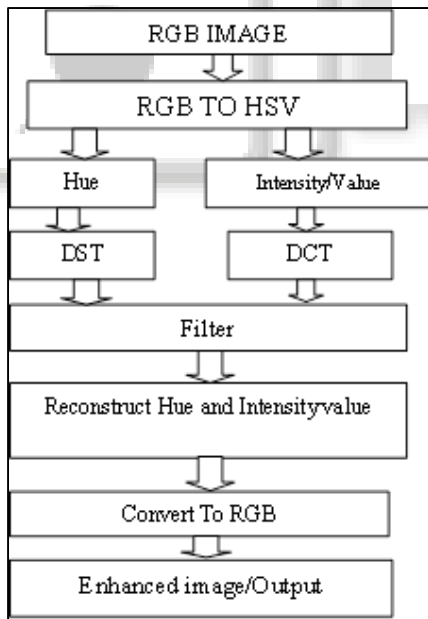 RGB IMAGE
RGB TO HSV
Hue
Intensity/Value
DST
DCT
Filter
Reconstruct Hue and Intensityvalue
Convert To RGB
Enhanced image/Output